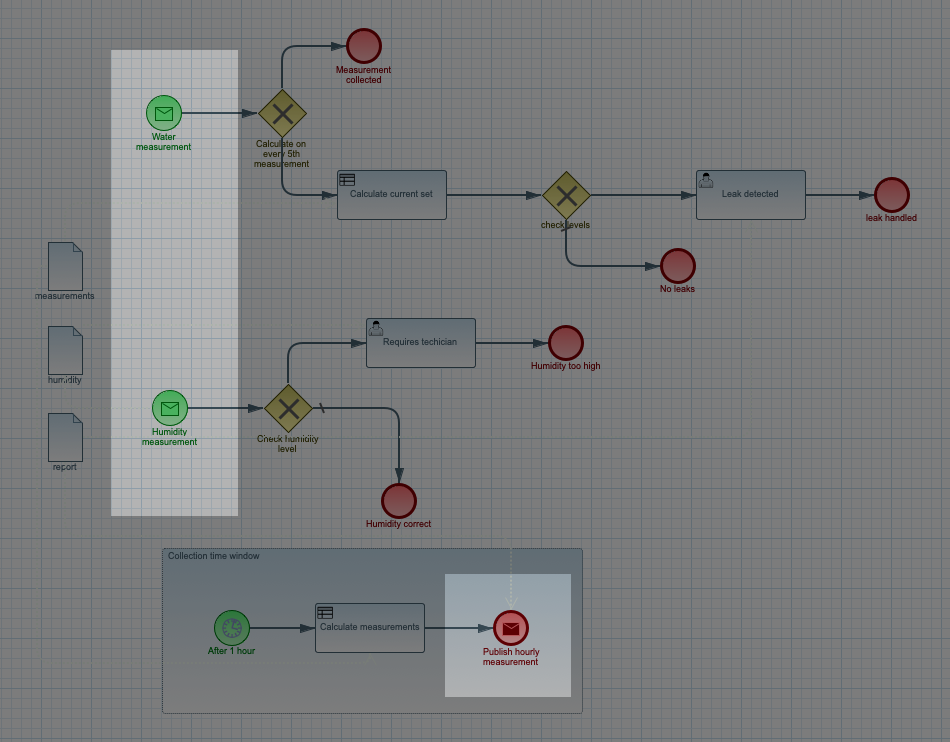 Measurement
collected
Water
measurement
Calculate on
every 5th
measurement
Calculate current set
check levels
Leak detected
leak handled
No leaks
measurements
humidity
report
Requires techician
Humidity too high
Humidity
measurement
Check humidity
level
Humidity correct
Collection time window
After 1 hour
Calculate measurements
Publish hourly
measurement